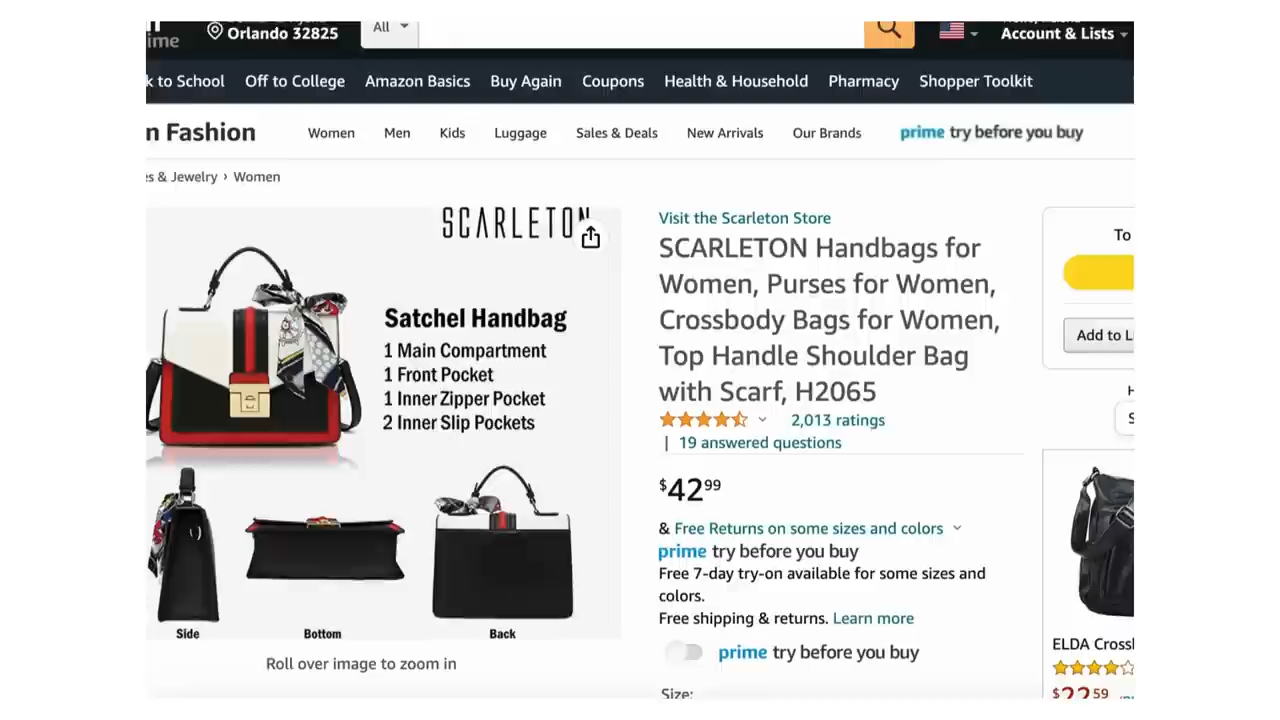 Orlando 32825
All
Account & Lists
k to School Off to College Amazon Basics Buy Again Coupons Health & Household Pharmacy Shopper Toolkit
n Fashion
Women Men Kids Luggage Sales & Deals New Arrivals Our Brands prime try before you buy
es & Jewelry › Women
SCARLETON
Satchel Handbag
1 Main Compartment
1 Front Pocket
1 Inner Zipper Pocket
2 Inner Slip Pockets
Side Bottom Back
Roll over image to zoom in
Visit the Scarleton Store
SCARLETON Handbags for
Women, Purses for Women,
Crossbody Bags for Women,
Top Handle Shoulder Bag
with Scarf, H2065
2,013 ratings
| 19 answered questions
$42 99
& Free Returns on some sizes and colors
prime try before you buy
Free 7-day try-on available for some sizes and
colors.
Free shipping & returns. Learn more
prime try before you buy
Size:
To
Add to L
H
S
ELDA Crossl
$22 59